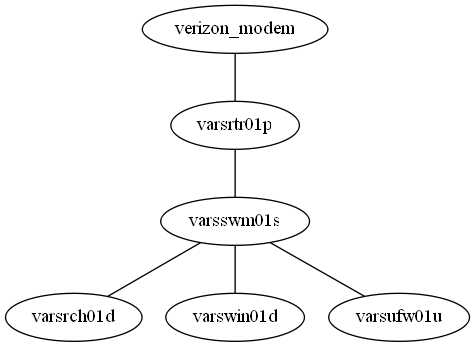 verizon_modem
varsrtr01p
varsswm01s
varsrch01d
varswin01d
varsufw01u